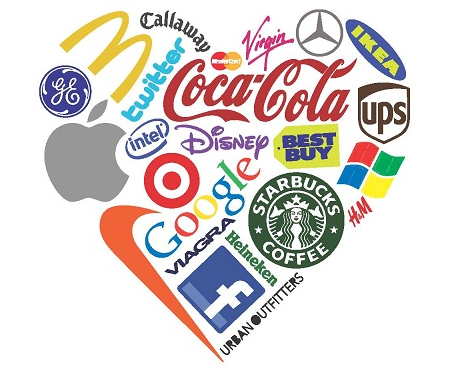 Callaway
Virgin
IKEA
MasterCard
twitter
GE
Coca-Cola
ups
intel
Disney
BEST
BUY
Google
STARBUCKS
COFFEE
H&M
VIAGRA
Heineken
f
URBAN OUTFITTERS